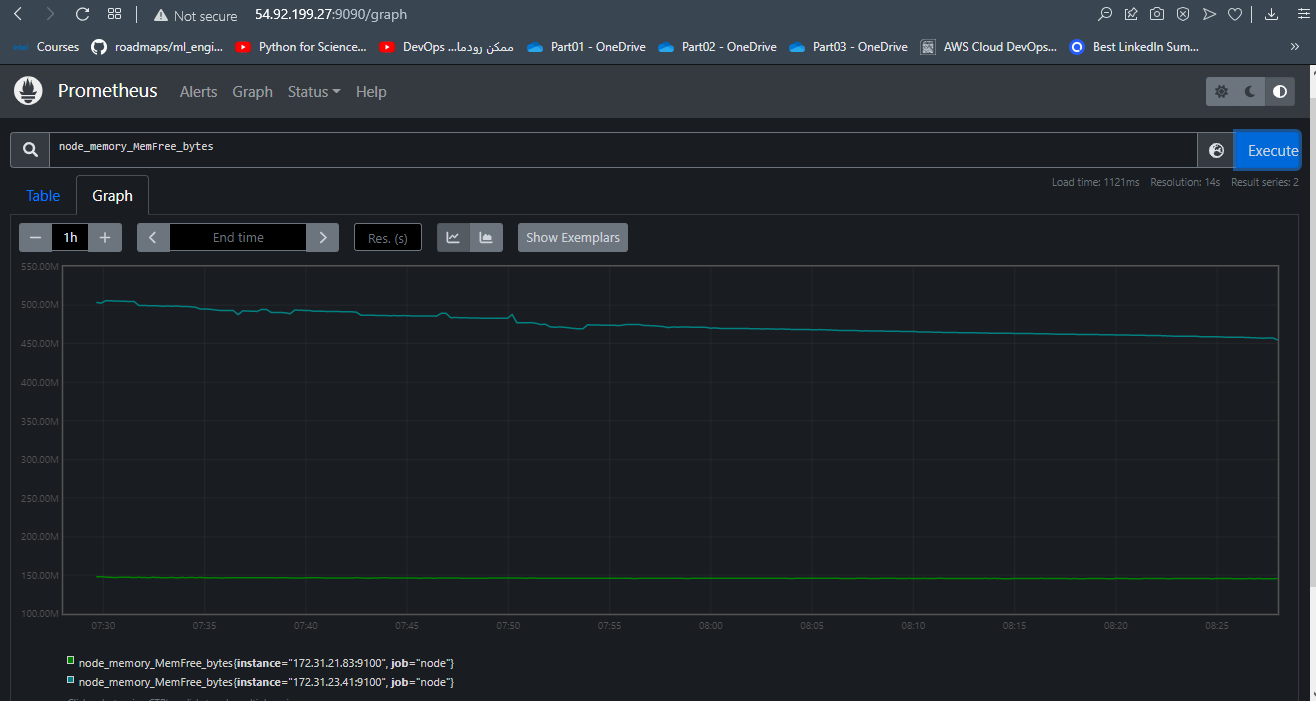 Not secure 54.92.199.27:9090/graph
Courses roadmaps/ml_engi... Python for Science... DevOps ممكن رودما... Part01 - OneDrive Part02 - OneDrive Part03 - OneDrive AWS Cloud DevOps... Best LinkedIn Sum... »
Prometheus Alerts Graph Status Help
node_memory_MemFree_bytes Execute
Load time: 1121ms Resolution: 14s Result series: 2
Table Graph
1h End time Res. (s) Show Exemplars
550.00M
500.00M
450.00M
400.00M
350.00M
300.00M
250.00M
200.00M
150.00M
100.00M
07:30 07:35 07:40 07:45 07:50 07:55 08:00 08:05 08:10 08:15 08:20 08:25
node_memory_MemFree_bytes{instance="172.31.21.83:9100", job="node"}
node_memory_MemFree_bytes{instance="172.31.23.41:9100", job="node"}